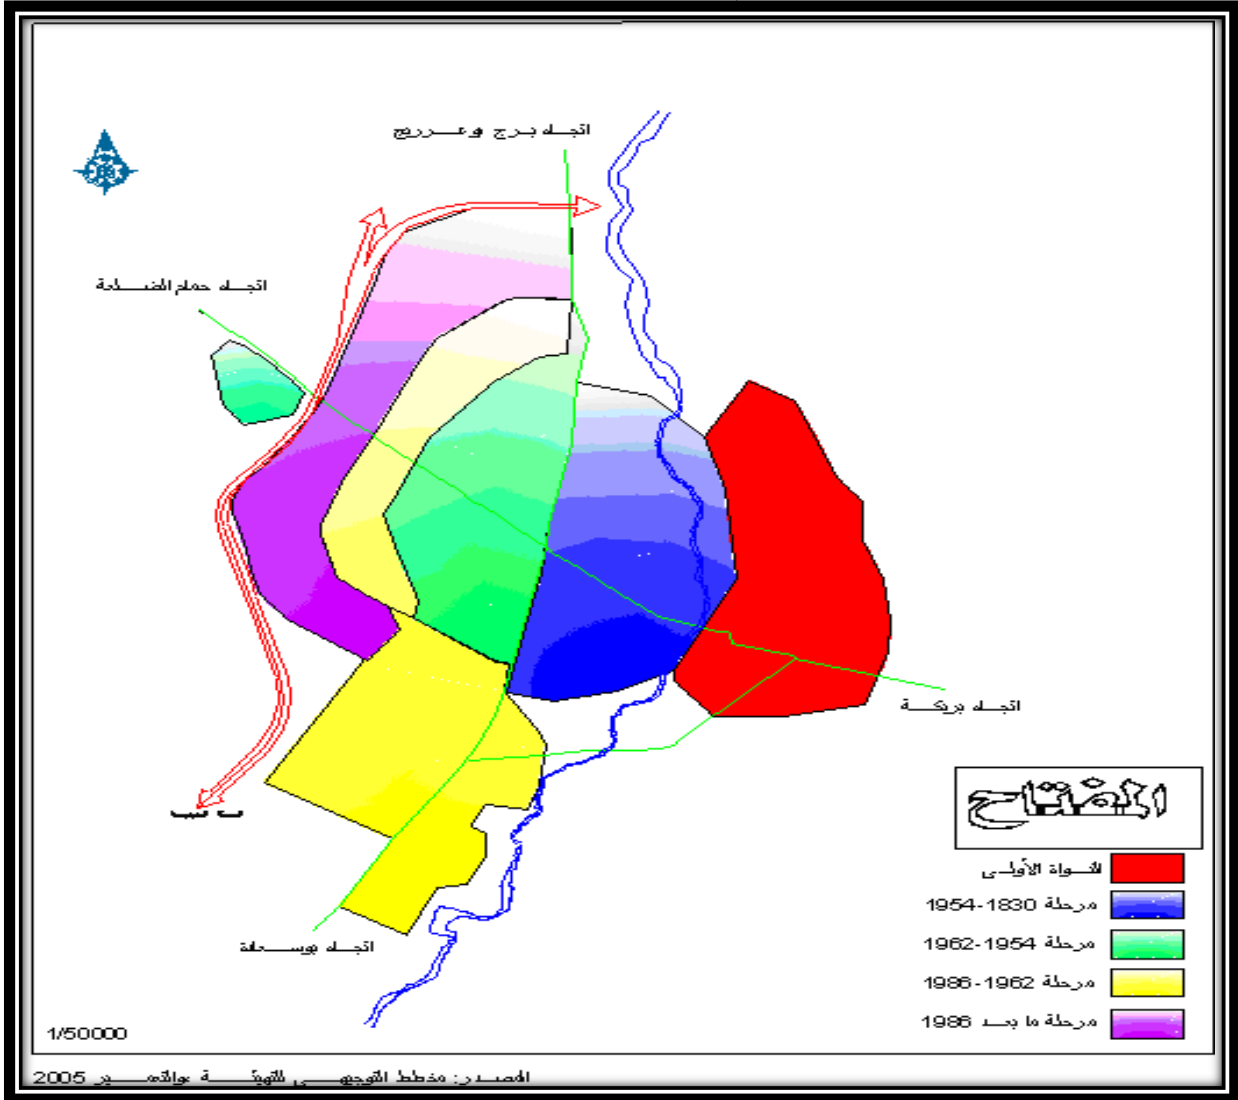 اتجاه برج بوعريريج
اتجاه حمام الضلعة
اتجاه بريكة
المفتاح
النواة الأولى
مرحلة 1830-1954
مرحلة 1954-1962
مرحلة 1962-1986
مرحلة ما بعد 1986
اتجاه بوسعادة
1/50000
المصدر: مخطط التوجيهي للتهيئة والتعمير 2005